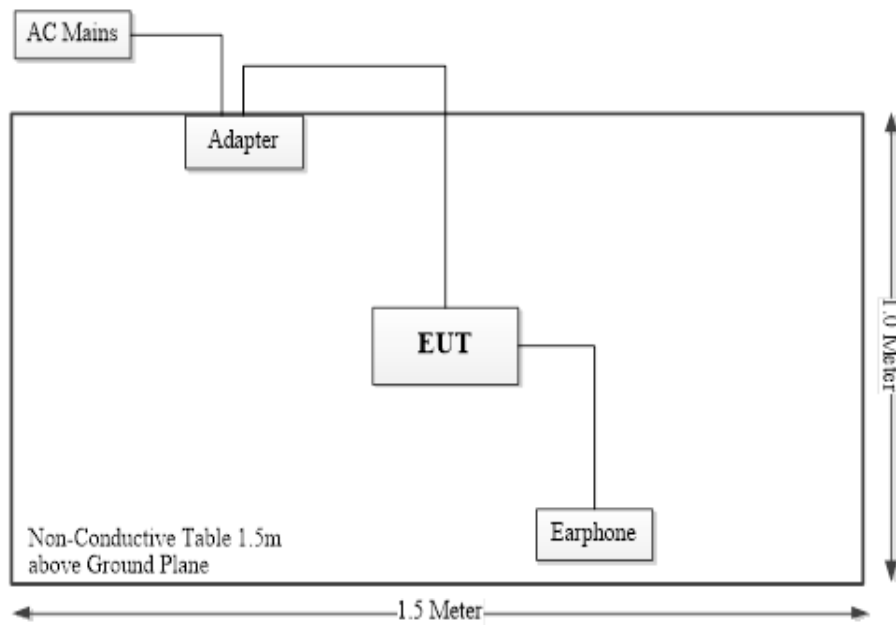 AC Mains
Adapter
EUT
1.0 Meter
Earphone
Non-Conductive Table 1.5m
above Ground Plane
1.5 Meter